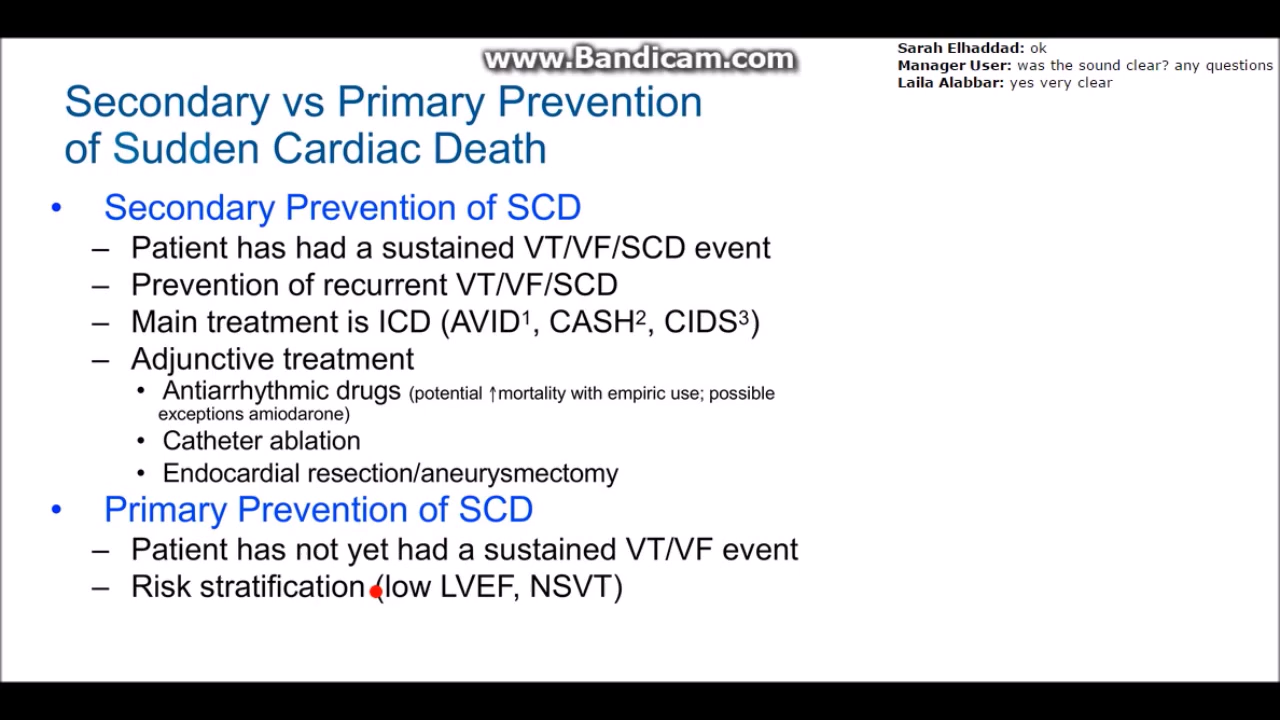 www.Bandicam.com
Sarah Elhaddad: ok
Manager User: was the sound clear? any questions
Laila Alabbar: yes very clear
Secondary vs Primary Prevention
of Sudden Cardiac Death
• Secondary Prevention of SCD
– Patient has had a sustained VT/VF/SCD event
– Prevention of recurrent VT/VF/SCD
– Main treatment is ICD (AVID¹, CASH², CIDS³)
– Adjunctive treatment
• Antiarrhythmic drugs (potential ↑mortality with empiric use; possible
exceptions amiodarone)
• Catheter ablation
• Endocardial resection/aneurysmectomy
• Primary Prevention of SCD
– Patient has not yet had a sustained VT/VF event
– Risk stratification (low LVEF, NSVT)